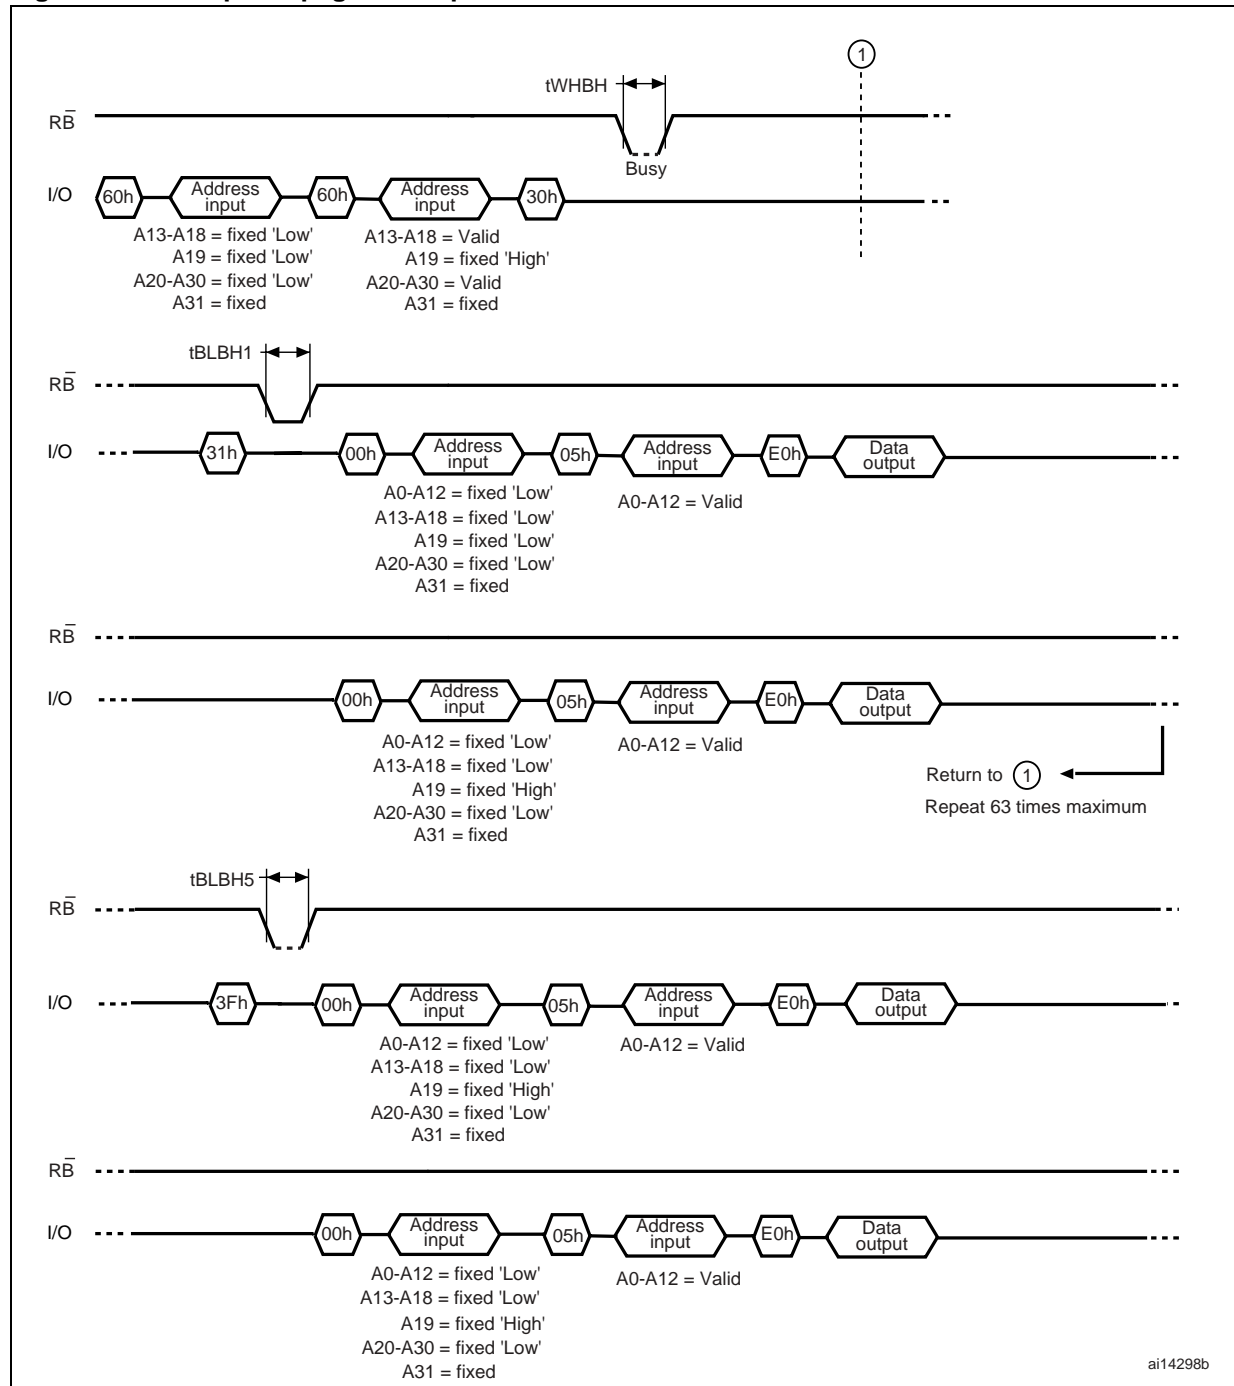 tWHBH
1
RB̅
Busy
I/O 60h Address input 60h Address input 30h
A13-A18 = fixed 'Low' A13-A18 = Valid
A19 = fixed 'Low' A19 = fixed 'High'
A20-A30 = fixed 'Low' A20-A30 = Valid
A31 = fixed A31 = fixed
tBLBH1
RB̅
I/O 31h 00h Address input 05h Address input E0h Data output
A0-A12 = fixed 'Low' A0-A12 = Valid
A13-A18 = fixed 'Low'
A19 = fixed 'Low'
A20-A30 = fixed 'Low'
A31 = fixed
RB̅
I/O 00h Address input 05h Address input E0h Data output
A0-A12 = fixed 'Low' A0-A12 = Valid
A13-A18 = fixed 'Low'
A19 = fixed 'High'
A20-A30 = fixed 'Low'
A31 = fixed
Return to 1
Repeat 63 times maximum
tBLBH5
RB̅
I/O 3Fh 00h Address input 05h Address input E0h Data output
A0-A12 = fixed 'Low' A0-A12 = Valid
A13-A18 = fixed 'Low'
A19 = fixed 'High'
A20-A30 = fixed 'Low'
A31 = fixed
RB̅
I/O 00h Address input 05h Address input E0h Data output
A0-A12 = fixed 'Low' A0-A12 = Valid
A13-A18 = fixed 'Low'
A19 = fixed 'High'
A20-A30 = fixed 'Low'
A31 = fixed
ai14298b